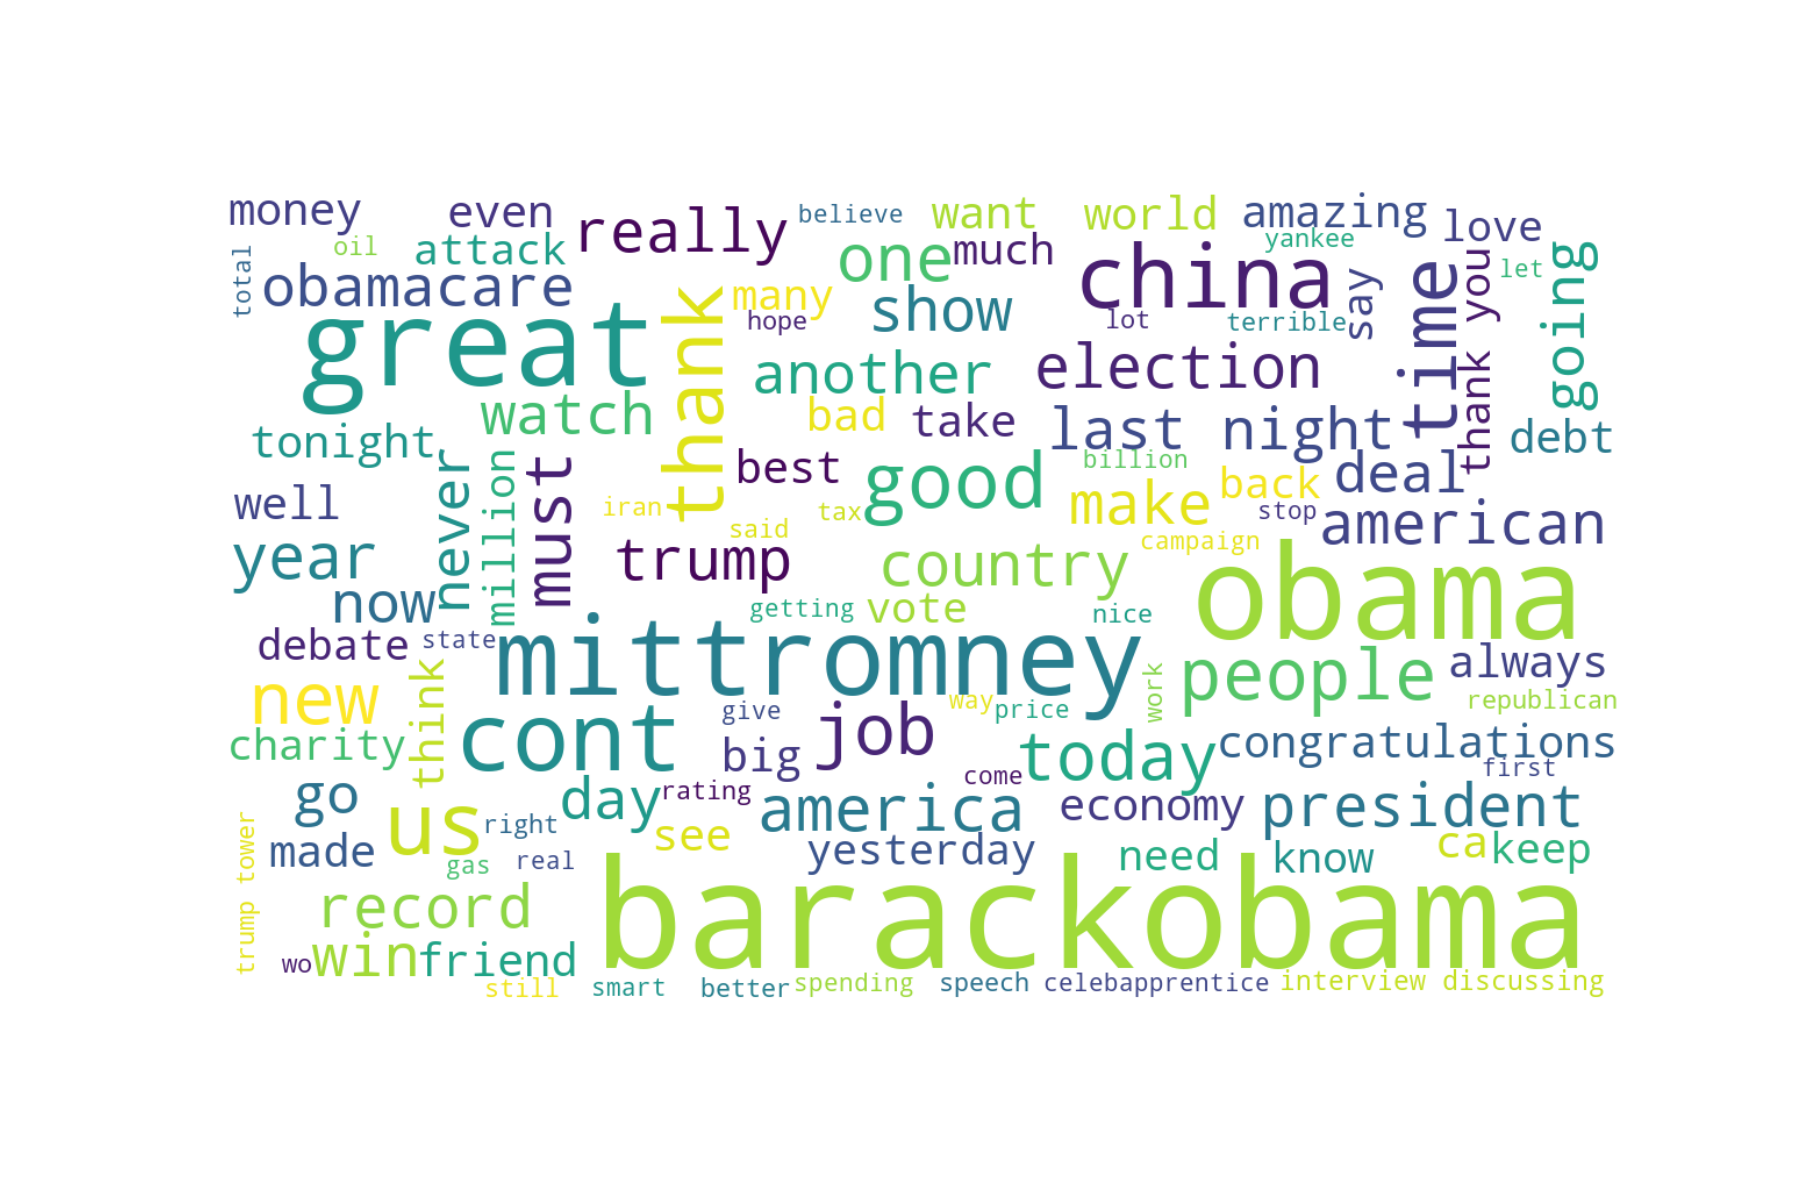 money
even
really
believe
want
world
amazing
love
total
oil
attack
one
much
china
yankee
going
obamacare
many
show
say
time
thank you
let
great
thank
hope
lot
terrible
another
election
watch
bad
take
last night
debt
tonight
best
good
billion
deal
well
never
million
must
iran
said
tax
make
back
stop
american
year
trump
country
campaign
obama
now
getting
vote
nice
debate
state
mittromney
people
always
new
think
give
way
price
work
republican
charity
cont
big
job
today
congratulations
first
go
us
day
rating
come
america
economy
president
made
right
real
gas
see
yesterday
need
know
ca
keep
trump tower
record
barackobama
wo
win
friend
still
smart
better
spending
speech
celebapprentice
interview discussing